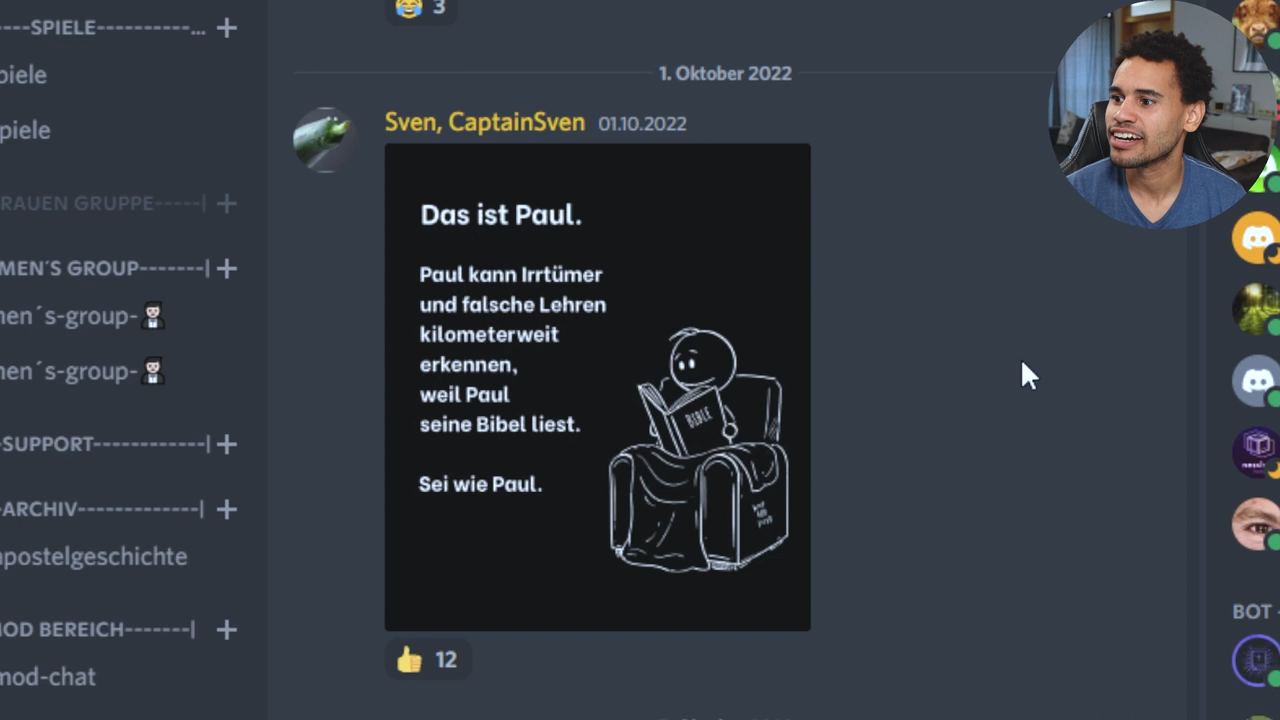 ----SPIELE----------...
piele
piele
RAUEN GRUPPE-----|
MEN´S GROUP-------|
men´s-group-
men´s-group-
-SUPPORT------------|
-ARCHIV-------------|
apostelgeschichte
MOD BEREICH-------|
mod-chat
3
1. Oktober 2022
Sven, CaptainSven 01.10.2022
Das ist Paul.
Paul kann Irrtümer
und falsche Lehren
kilometerweit
erkennen,
weil Paul
seine Bibel liest.
Sei wie Paul.
BIBLE
12
BOT -